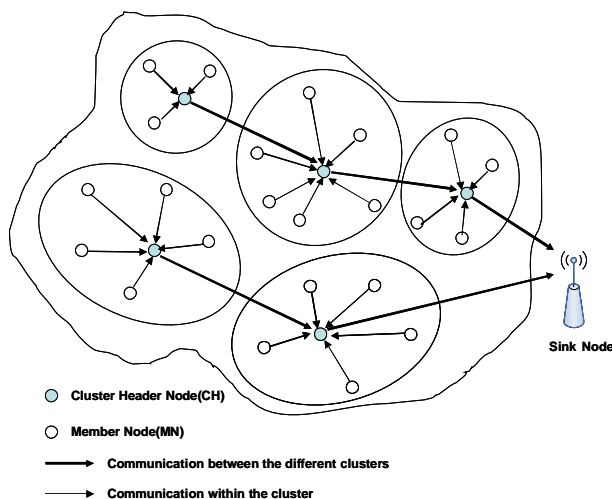 Sink Node
Cluster Header Node(CH)
Member Node(MN)
Communication between the different clusters
Communication within the cluster